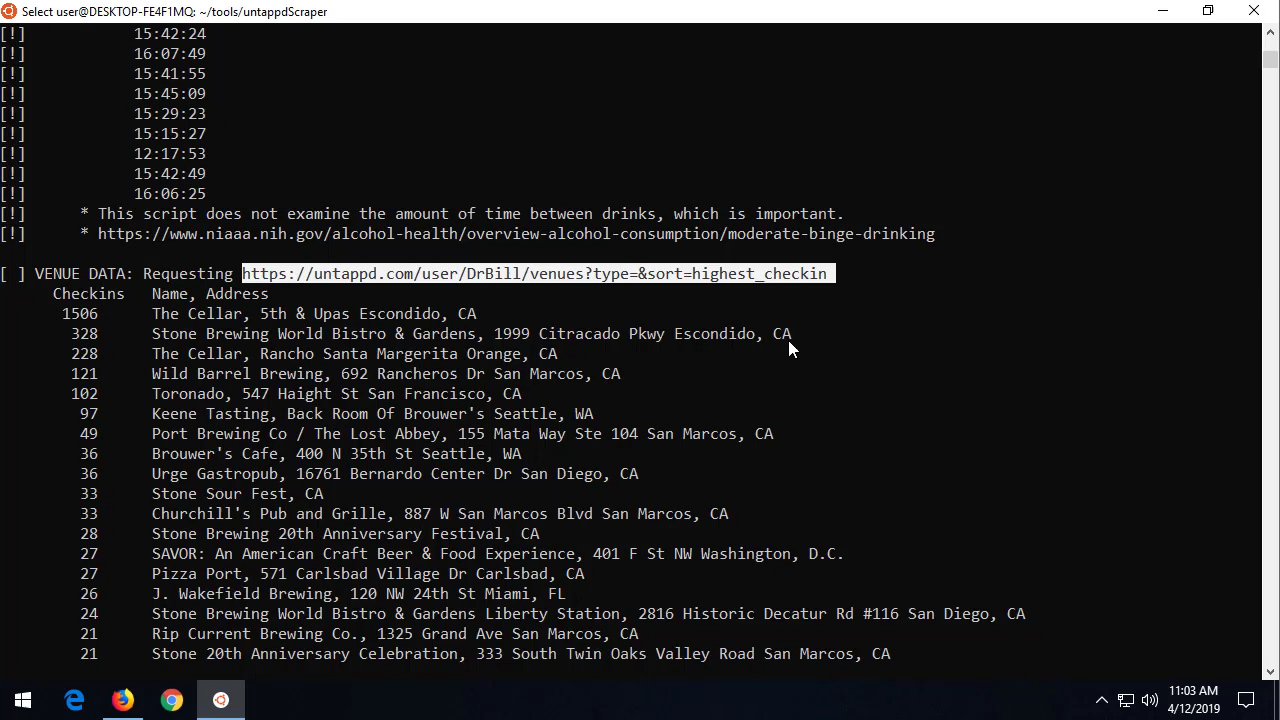 Select user@DESKTOP-FE4F1MQ: ~/tools/untappdScraper
[!] 15:42:24
[!] 16:07:49
[!] 15:41:55
[!] 15:45:09
[!] 15:29:23
[!] 15:15:27
[!] 12:17:53
[!] 15:42:49
[!] 16:06:25
[!] * This script does not examine the amount of time between drinks, which is important.
[!] * https://www.niaaa.nih.gov/alcohol-health/overview-alcohol-consumption/moderate-binge-drinking
[ ] VENUE DATA: Requesting https://untappd.com/user/DrBill/venues?type=&sort=highest_checkin
Checkins Name, Address
1506 The Cellar, 5th & Upas Escondido, CA
328 Stone Brewing World Bistro & Gardens, 1999 Citracado Pkwy Escondido, CA
228 The Cellar, Rancho Santa Margerita Orange, CA
121 Wild Barrel Brewing, 692 Rancheros Dr San Marcos, CA
102 Toronado, 547 Haight St San Francisco, CA
97 Keene Tasting, Back Room Of Brouwer's Seattle, WA
49 Port Brewing Co / The Lost Abbey, 155 Mata Way Ste 104 San Marcos, CA
36 Brouwer's Cafe, 400 N 35th St Seattle, WA
36 Urge Gastropub, 16761 Bernardo Center Dr San Diego, CA
33 Stone Sour Fest, CA
33 Churchill's Pub and Grille, 887 W San Marcos Blvd San Marcos, CA
28 Stone Brewing 20th Anniversary Festival, CA
27 SAVOR: An American Craft Beer & Food Experience, 401 F St NW Washington, D.C.
27 Pizza Port, 571 Carlsbad Village Dr Carlsbad, CA
26 J. Wakefield Brewing, 120 NW 24th St Miami, FL
24 Stone Brewing World Bistro & Gardens Liberty Station, 2816 Historic Decatur Rd #116 San Diego, CA
21 Rip Current Brewing Co., 1325 Grand Ave San Marcos, CA
21 Stone 20th Anniversary Celebration, 333 South Twin Oaks Valley Road San Marcos, CA
11:03 AM
4/12/2019